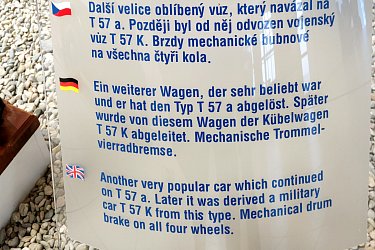 Další velice oblíbený vůz, který navázal na
T 57 a. Později byl od něj odvozen vojenský
vůz T 57 K. Brzdy mechanické bubnové
na všechna čtyři kola.
Ein weiterer Wagen, der sehr beliebt war
und er hat den Typ T 57 a abgelöst. Später
wurde von diesem Wagen der Kübelwagen
T 57 K abgeleitet. Mechanische Trommel-
vierradbremse.
Another very popular car which continued
on T 57 a. Later it was derived a military
car T 57 K from this type. Mechanical drum
brake on all four wheels.